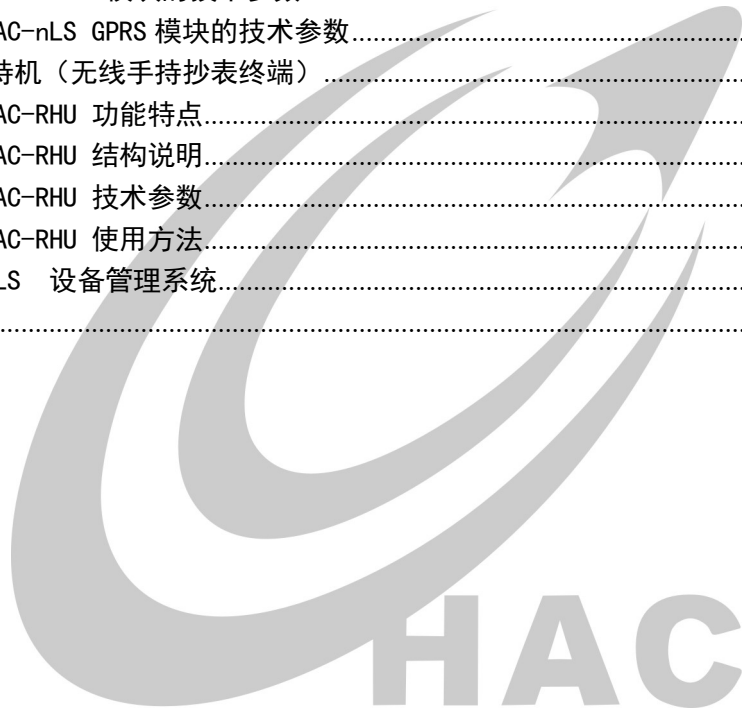 AC-nLS GPRS 模块的技术参数
持机（无线手持抄表终端）
AC-RHU 功能特点
AC-RHU 结构说明
AC-RHU 技术参数
AC-RHU 使用方法
LS 设备管理系统
HAC